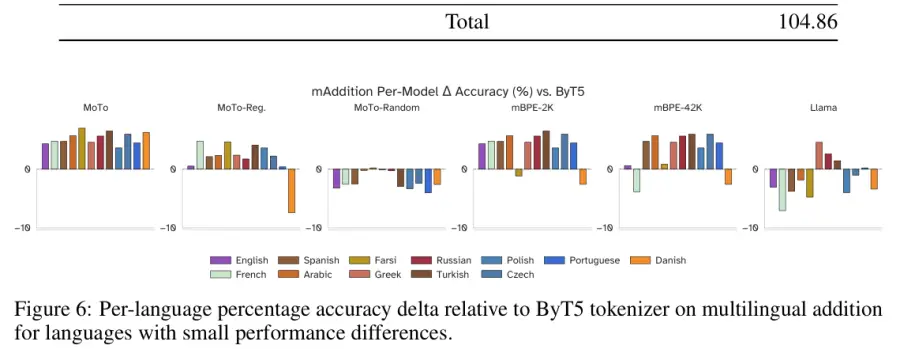 Total 104.86
mAddition Per-Model Δ Accuracy (%) vs. ByT5
MoTo MoTo-Reg. MoTo-Random mBPE-2K mBPE-42K Llama
0 0 0 0 0 0
−10 −10 −10 −10 −10 −10
English Spanish Farsi Russian Polish Portuguese Danish
French Arabic Greek Turkish Czech
Figure 6: Per-language percentage accuracy delta relative to ByT5 tokenizer on multilingual addition
for languages with small performance differences.